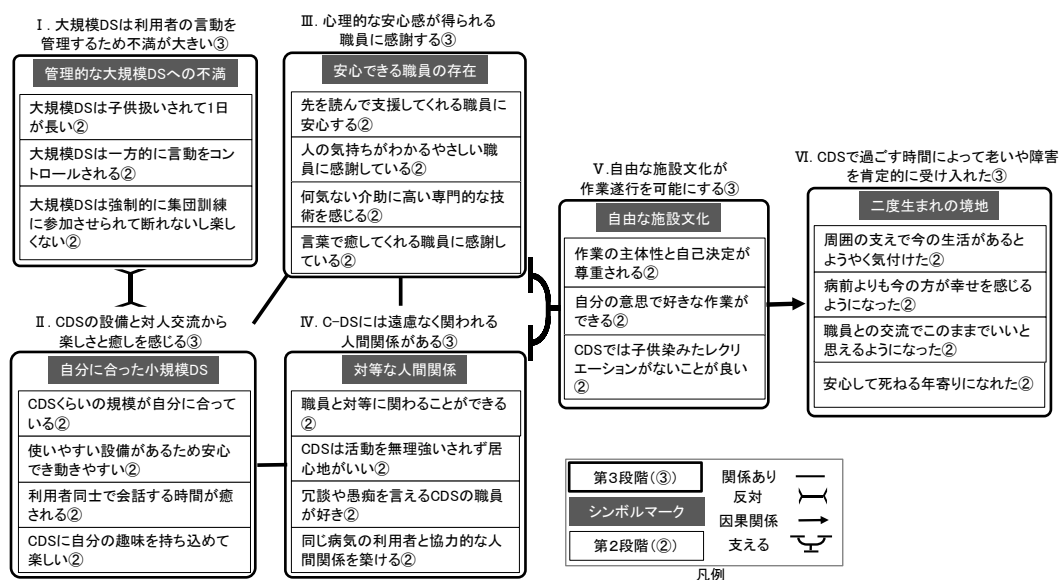 Ⅰ. 大規模DSは利用者の言動を
管理するため不満が大きい③
管理的な大規模DSへの不満
大規模DSは子供扱いされて1日
が長い②
大規模DSは一方的に言動をコント
ロールされる②
大規模DSは強制的に集団訓練
に参加させられて断れないし楽し
くない②
Ⅱ. CDSの設備と対人交流から
楽しさと癒しを感じる③
自分に合った小規模DS
CDSくらいの規模が自分に合って
いる②
使いやすい設備があるため安心
でき動きやすい②
利用者同士で会話する時間が癒
される②
CDSに自分の趣味を持ち込めて
楽しい②
Ⅲ. 心理的な安心感が得られる
職員に感謝する③
安心できる職員の存在
先を読んで支援してくれる職員に
安心する②
人の気持ちがわかるやさしい職
員に感謝している②
何気ない介助に高い専門的な技
術を感じる②
言葉で癒してくれる職員に感謝し
ている②
Ⅳ. C-DSには遠慮なく関われる
人間関係がある③
対等な人間関係
職員と対等に関わることができる
②
CDSは活動を無理強いされず居
心地がいい②
冗談や愚痴を言えるCDSの職員
が好き②
同じ病気の利用者と協力的な人
間関係を築ける②
Ⅴ.自由な施設文化が
作業遂行を可能にする③
自由な施設文化
作業の主体性と自己決定が
尊重される②
自分の意思で好きな作業が
できる②
CDSでは子供染みたレクリ
エーションがないことが良い
②
Ⅵ. CDSで過ごす時間によって老いや障害
を肯定的に受け入れた③
二度生まれの境地
周囲の支えで今の生活があると
ようやく気付けた②
病前よりも今の方が幸せを感じる
ようになった②
職員との交流でこのままでいいと
思えるようになった②
安心して死ねる年寄りになれた②
第3段階(③)
シンボルマーク
第2段階(②)
関係あり
反対
因果関係
支える
凡例